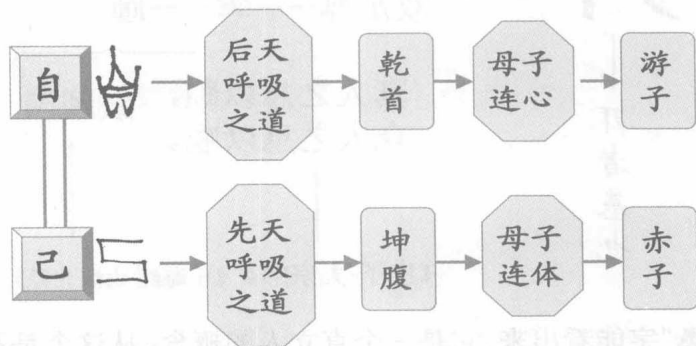 自
后天
呼吸
之道
乾
首
母子
连心
游
子
己
先天
呼吸
之道
坤
腹
母子
连体
赤
子